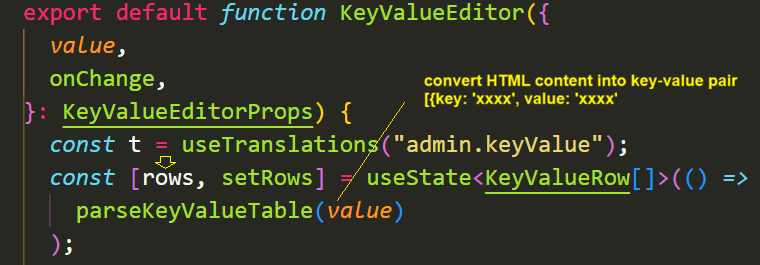 export default function KeyValueEditor({
value,
onChange,
convert HTML content into key-value pair
[{key: 'xxxx', value: 'xxxx'
}: KeyValueEditorProps) {
const t = useTranslations("admin.keyValue");
const [rows, setRows] = useState<KeyValueRow[]>(() =>
parseKeyValueTable(value)
);